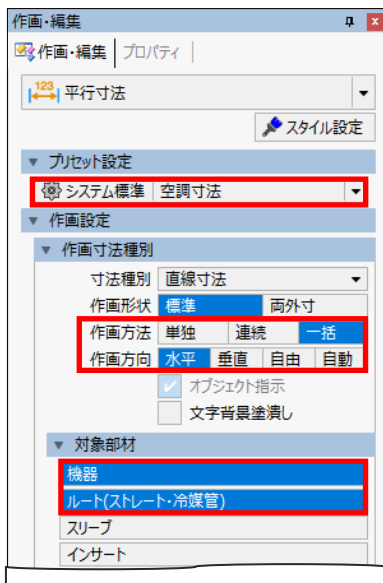 作画・編集
作画・編集 プロパティ
123 平行寸法
スタイル設定
プリセット設定
システム標準 空調寸法
作画設定
作画寸法種別
寸法種別 直線寸法
作画形状 標準 両外寸
作画方法 単独 連続 一括
作画方向 水平 垂直 自由 自動
オブジェクト指示
文字背景塗潰し
対象部材
機器
ルート(ストレート・冷媒管)
スリーブ
インサート